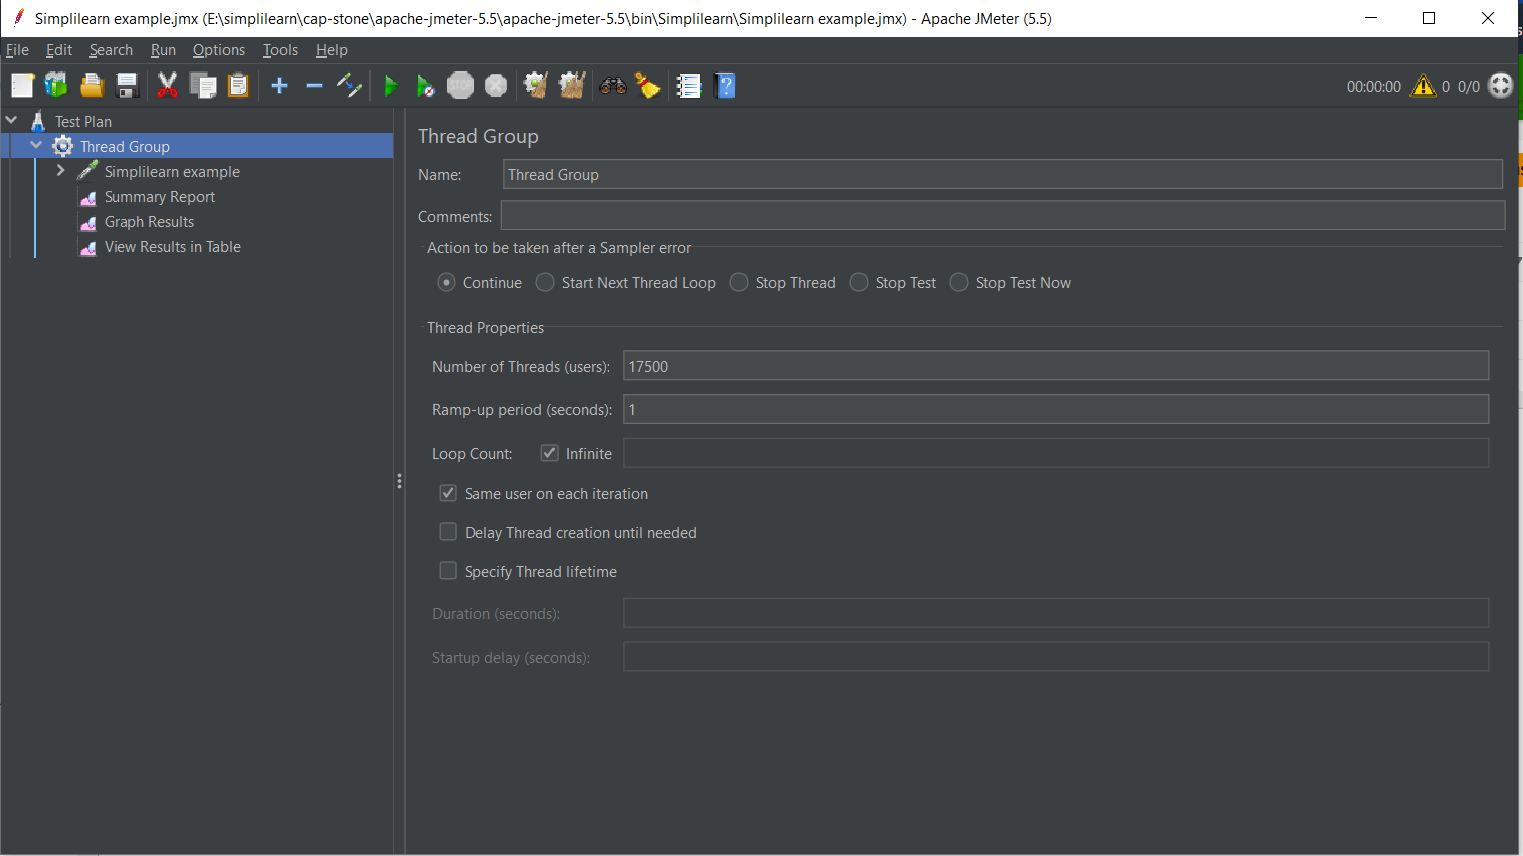 Simplilearn example.jmx (E:\simplilearn\cap-stone\apache-jmeter-5.5\apache-jmeter-5.5\bin\Simplilearn\Simplilearn example.jmx) - Apache JMeter (5.5)
File Edit Search Run Options Tools Help
STOP 00:00:00 0 0/0
Test Plan
Thread Group
Simplilearn example
Summary Report
Graph Results
View Results in Table
Thread Group
Name: Thread Group
Comments:
Action to be taken after a Sampler error
Continue Start Next Thread Loop Stop Thread Stop Test Stop Test Now
Thread Properties
Number of Threads (users): 17500
Ramp-up period (seconds): 1
Loop Count: Infinite
Same user on each iteration
Delay Thread creation until needed
Specify Thread lifetime
Duration (seconds):
Startup delay (seconds):